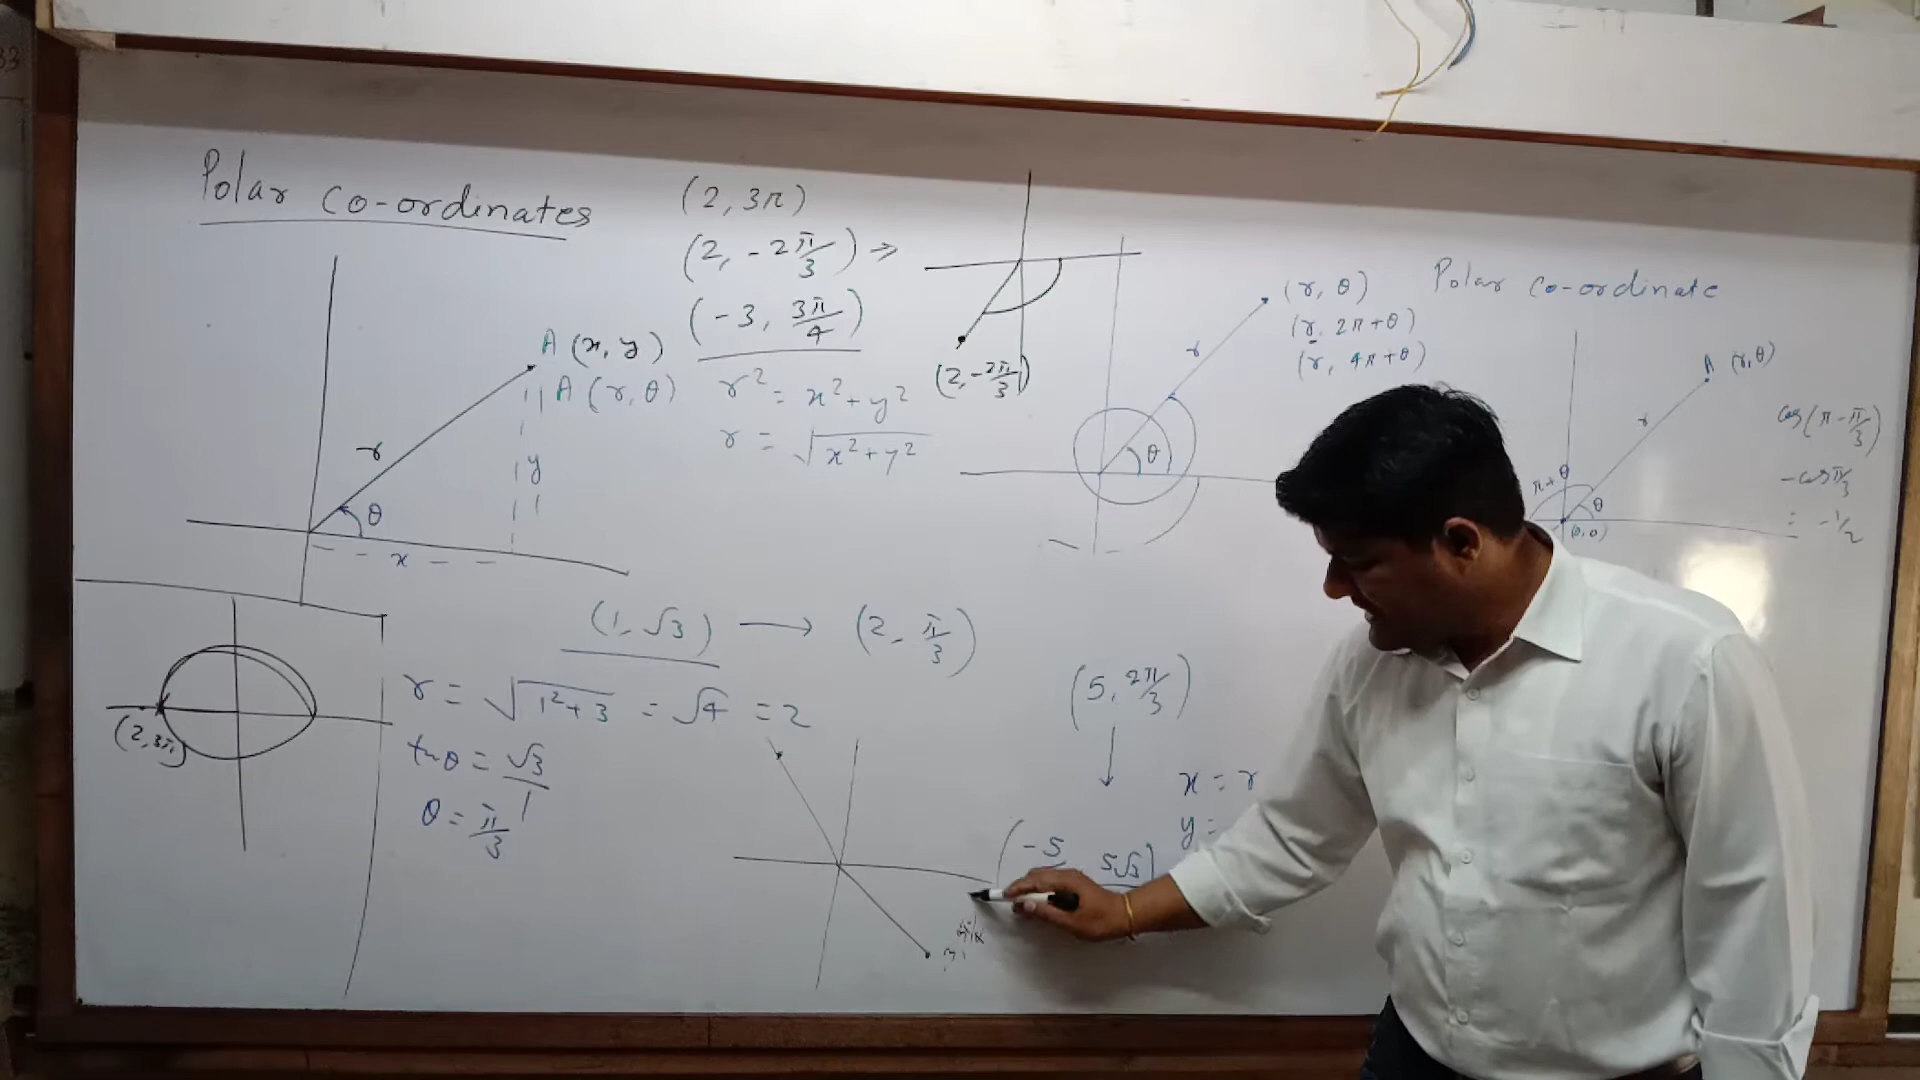 Polar co-ordinates
(2, 3π)
(2, -2π/3) ⇒
(-3, 3π/4)
r² = x² + y²
r = √(x² + y²)
A (x, y)
A (r, θ)
r
θ
x
y
(2, -2π/3)
(r, θ)
(r, 2π+θ)
(r, 4π+θ)
r
θ
Polar co-ordinate
A (r, θ)
r
π+θ
θ
(0,0)
cos(π - π/3)
-cos π/3
= -1/2
(2, 3π)
(1, √3) → (2, π/3)
r = √(1²+3) = √4 = 2
tanθ = √3/1
θ = π/3
(5, 2π/3)
↓
x = r
y =
(-5 5√3)